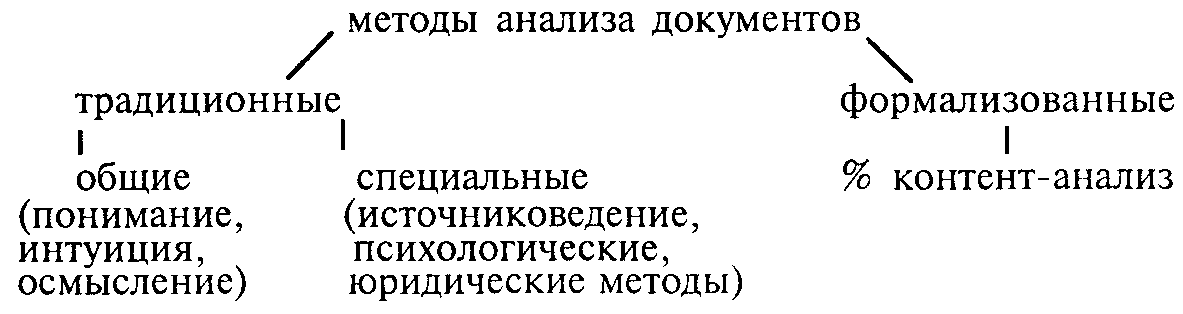 методы анализа документов
традиционные формализованные
общие специальные % контент-анализ
(понимание, (источниковедение,
интуиция, психологические,
осмысление) юридические методы)